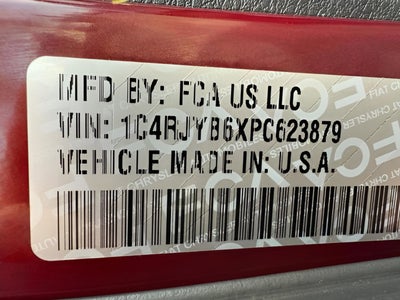 MFD BY: FCA US LLC
VIN: 1C4RJYB6XPC623879
VEHICLE MADE IN: U.S.A.